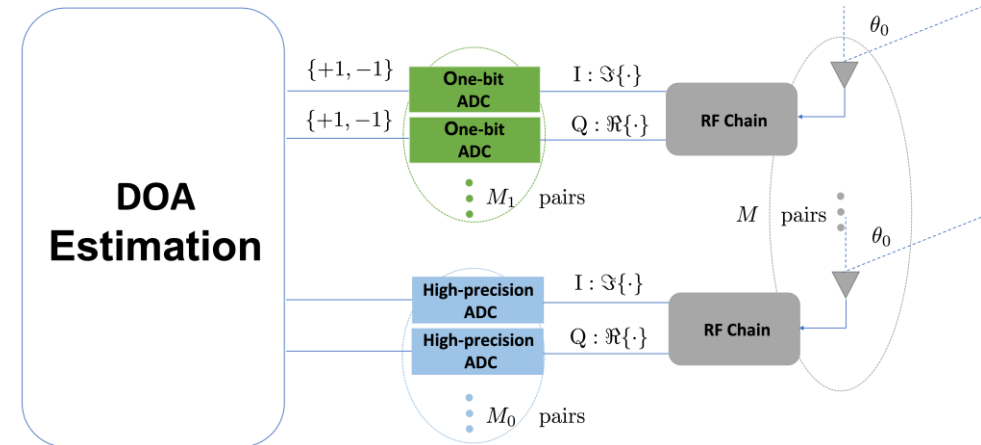 DOA
Estimation
{+1, −1}
One-bit
ADC
I : ℑ{·}
{+1, −1}
One-bit
ADC
Q : ℜ{·}
M₁ pairs
RF Chain
θ₀
M pairs
θ₀
High-precision
ADC
I : ℑ{·}
High-precision
ADC
Q : ℜ{·}
M₀ pairs
RF Chain